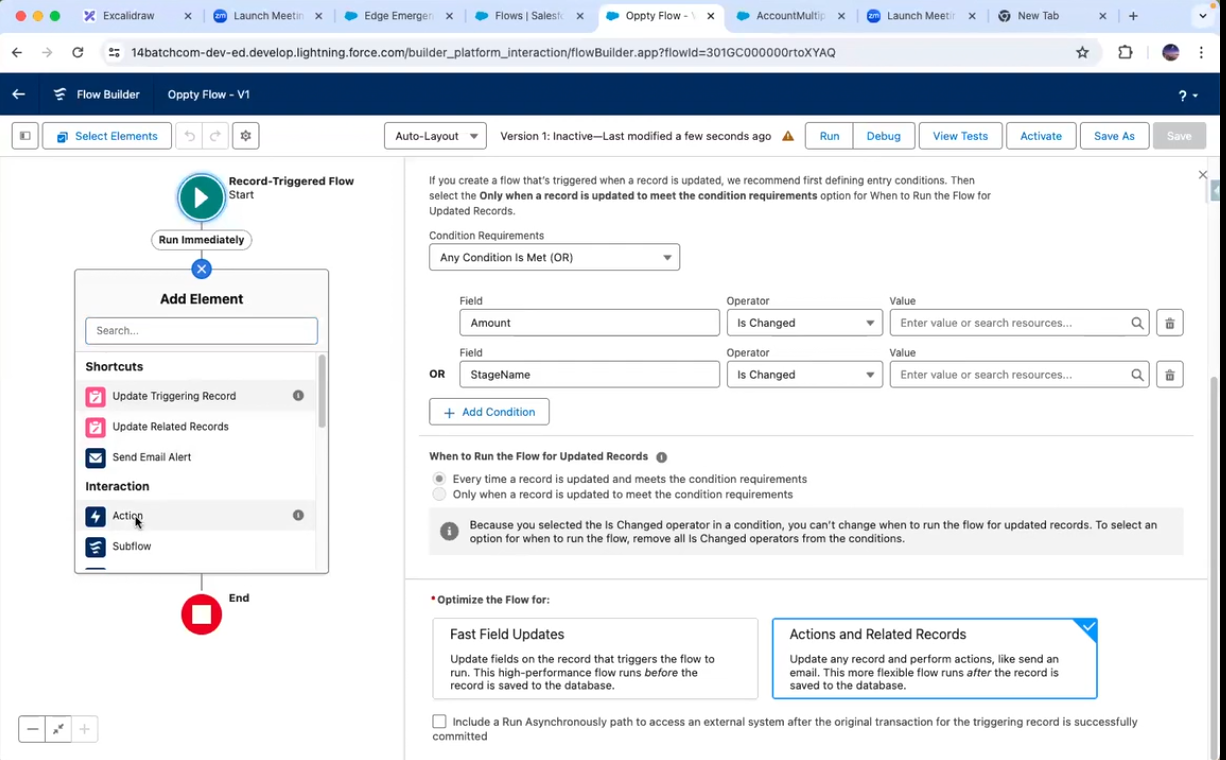 Excalidraw
Launch Meeti
Edge Emergen
Flows | Salesf
Oppty Flow -
AccountMultip
Launch Meeti
New Tab
14batchcom-dev-ed.develop.lightning.force.com/builder_platform_interaction/flowBuilder.app?flowId=301GC000000rtoXYAQ
Flow Builder
Oppty Flow - V1
?
Select Elements
Auto-Layout
Version 1: Inactive—Last modified a few seconds ago
Run
Debug
View Tests
Activate
Save As
Save
Record-Triggered Flow
Start
Run Immediately
Add Element
Search...
Shortcuts
Update Triggering Record
Update Related Records
Send Email Alert
Interaction
Action
Subflow
End
If you create a flow that's triggered when a record is updated, we recommend first defining entry conditions. Then
select the Only when a record is updated to meet the condition requirements option for When to Run the Flow for
Updated Records.
Condition Requirements
Any Condition Is Met (OR)
Field
Operator
Value
Amount
Is Changed
Enter value or search resources...
Field
Operator
Value
OR
StageName
Is Changed
Enter value or search resources...
+ Add Condition
When to Run the Flow for Updated Records
Every time a record is updated and meets the condition requirements
Only when a record is updated to meet the condition requirements
Because you selected the Is Changed operator in a condition, you can't change when to run the flow for updated records. To select an
option for when to run the flow, remove all Is Changed operators from the conditions.
*Optimize the Flow for:
Fast Field Updates
Update fields on the record that triggers the flow to
run. This high-performance flow runs before the
record is saved to the database.
Actions and Related Records
Update any record and perform actions, like send an
email. This more flexible flow runs after the record is
saved to the database.
Include a Run Asynchronously path to access an external system after the original transaction for the triggering record is successfully
committed